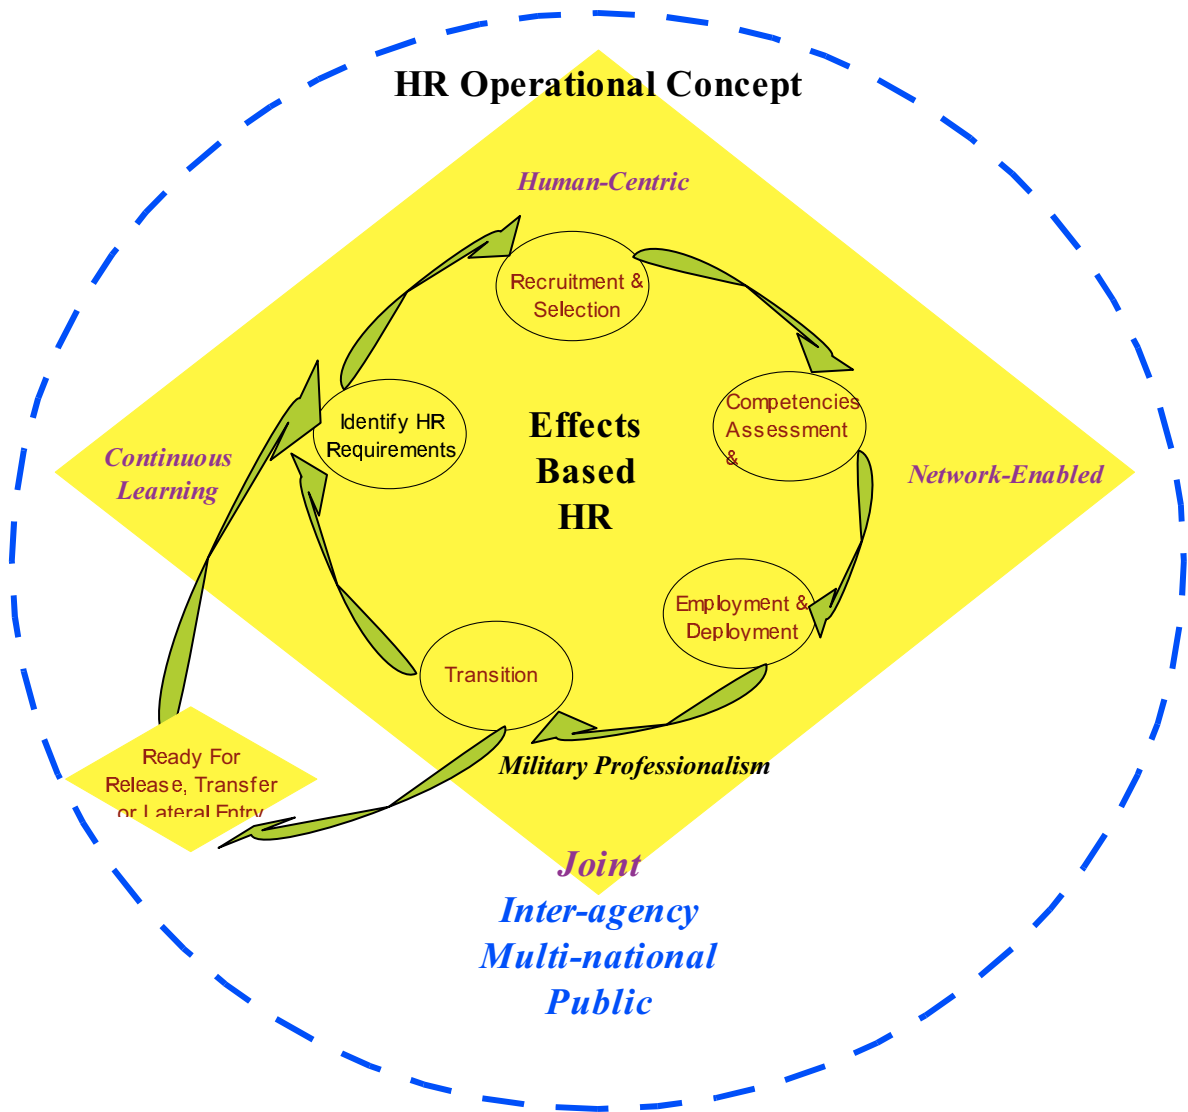 HR Operational Concept
Human-Centric
Recruitment &
Selection
Identify HR
Requirements
Competencies
Assessment
&
Effects
Based
HR
Continuous
Learning
Network-Enabled
Employment &
Deployment
Transition
Military Professionalism
Ready For
Release, Transfer
or Lateral Entry
Joint
Inter-agency
Multi-national
Public